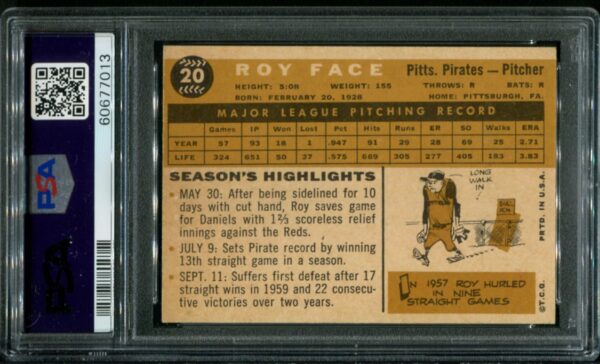 20
ROY FACE
Pitts. Pirates — Pitcher
HEIGHT: 5:08 WEIGHT: 155 THROWS: R BATS: R
BORN: FEBRUARY 20, 1928 HOME: PITTSBURGH, PA.
MAJOR LEAGUE PITCHING RECORD
Games IP Won Lost Pct. Hits Runs ER SO Walks ERA
YEAR 57 93 18 1 .947 91 29 28 69 25 2.71
LIFE 324 651 50 37 .575 669 305 277 405 183 3.83
SEASON'S HIGHLIGHTS
• MAY 30: After being sidelined for 10
days with cut hand, Roy saves game
for Daniels with 1⅔ scoreless relief
innings against the Reds.
• JULY 9: Sets Pirate record by winning
13th straight game in a season.
• SEPT. 11: Suffers first defeat after 17
straight wins in 1959 and 22 consec-
utive victories over two years.
LONG
WALK
IN
BULL
PEN
IN 1957 ROY HURLED
IN NINE
STRAIGHT GAMES
© T.C.G. PRTD. IN U.S.A.
60677013
PSA
PSA